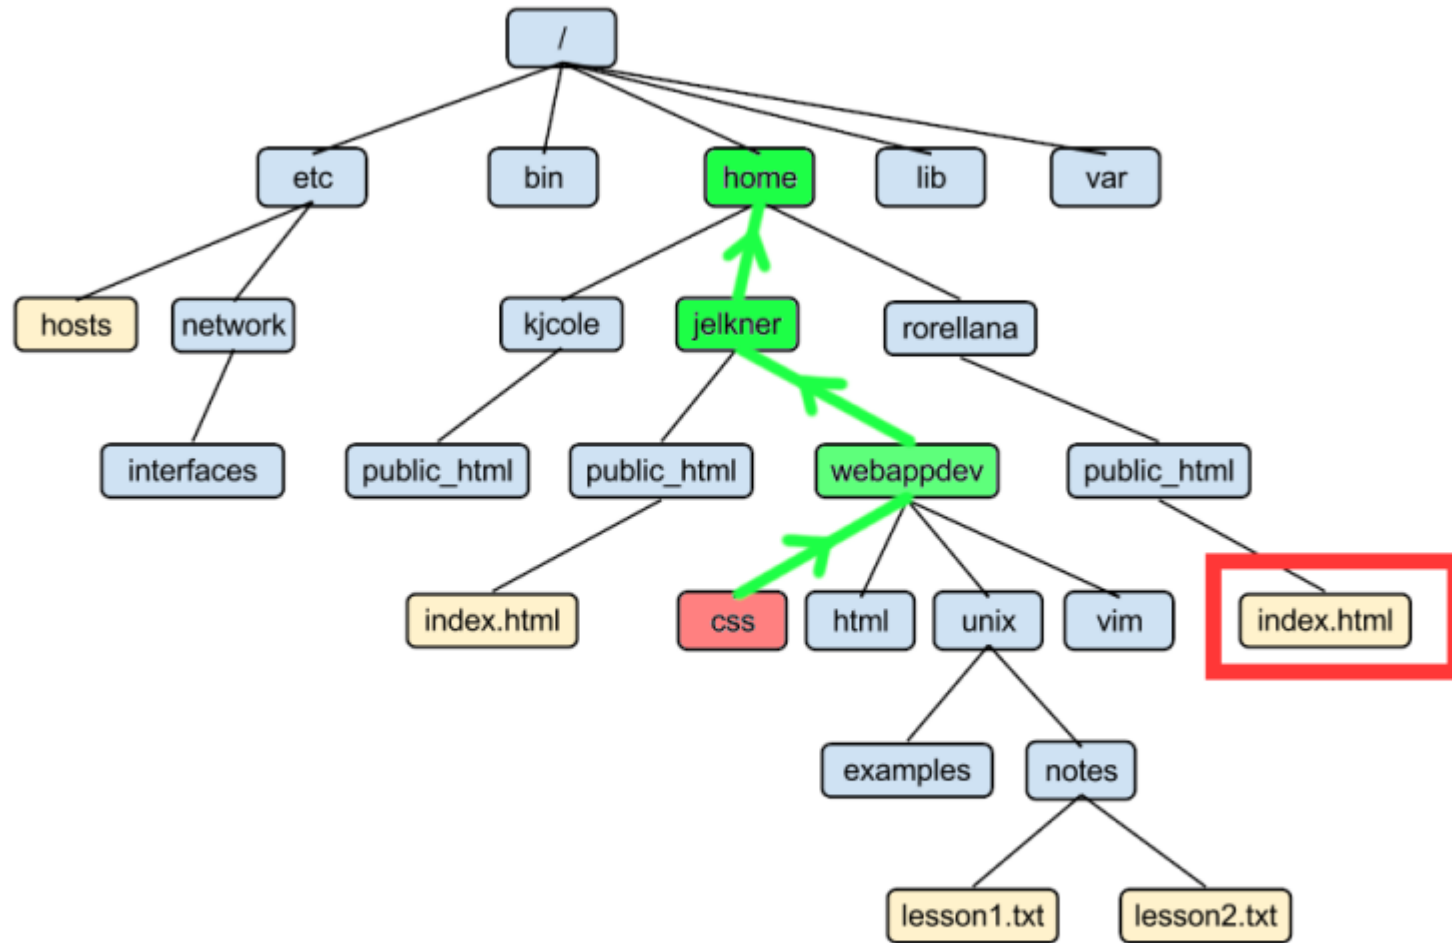 /
etc
bin
home
lib
var
hosts
network
kjcole
jelkner
rorellana
interfaces
public_html
public_html
webappdev
public_html
index.html
css
html
unix
vim
index.html
examples
notes
lesson1.txt
lesson2.txt